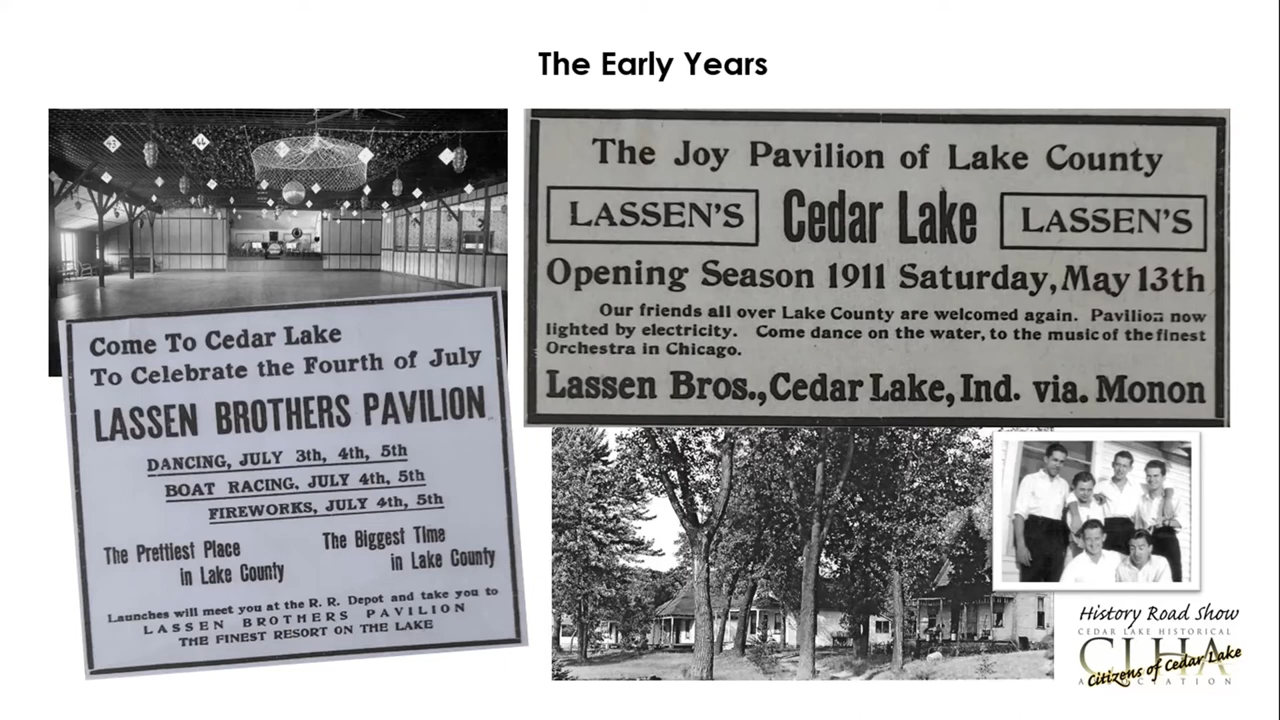 The Early Years
43
44
The Joy Pavilion of Lake County
LASSEN'S Cedar Lake LASSEN'S
Opening Season 1911 Saturday, May 13th
Our friends all over Lake County are welcomed again. Pavilion now
lighted by electricity. Come dance on the water, to the music of the finest
Orchestra in Chicago.
Lassen Bros., Cedar Lake, Ind. via. Monon
Come To Cedar Lake
To Celebrate the Fourth of July
LASSEN BROTHERS PAVILION
DANCING, JULY 3th, 4th, 5th
BOAT RACING, JULY 4th, 5th
FIREWORKS, JULY 4th, 5th
The Prettiest Place
in Lake County
The Biggest Time
in Lake County
Launches will meet you at the R. R. Depot and take you to
LASSEN BROTHERS PAVILION
THE FINEST RESORT ON THE LAKE
History Road Show
CEDAR LAKE HISTORICAL
CLHA
Citizens of Cedar Lake
ASSOCIATION